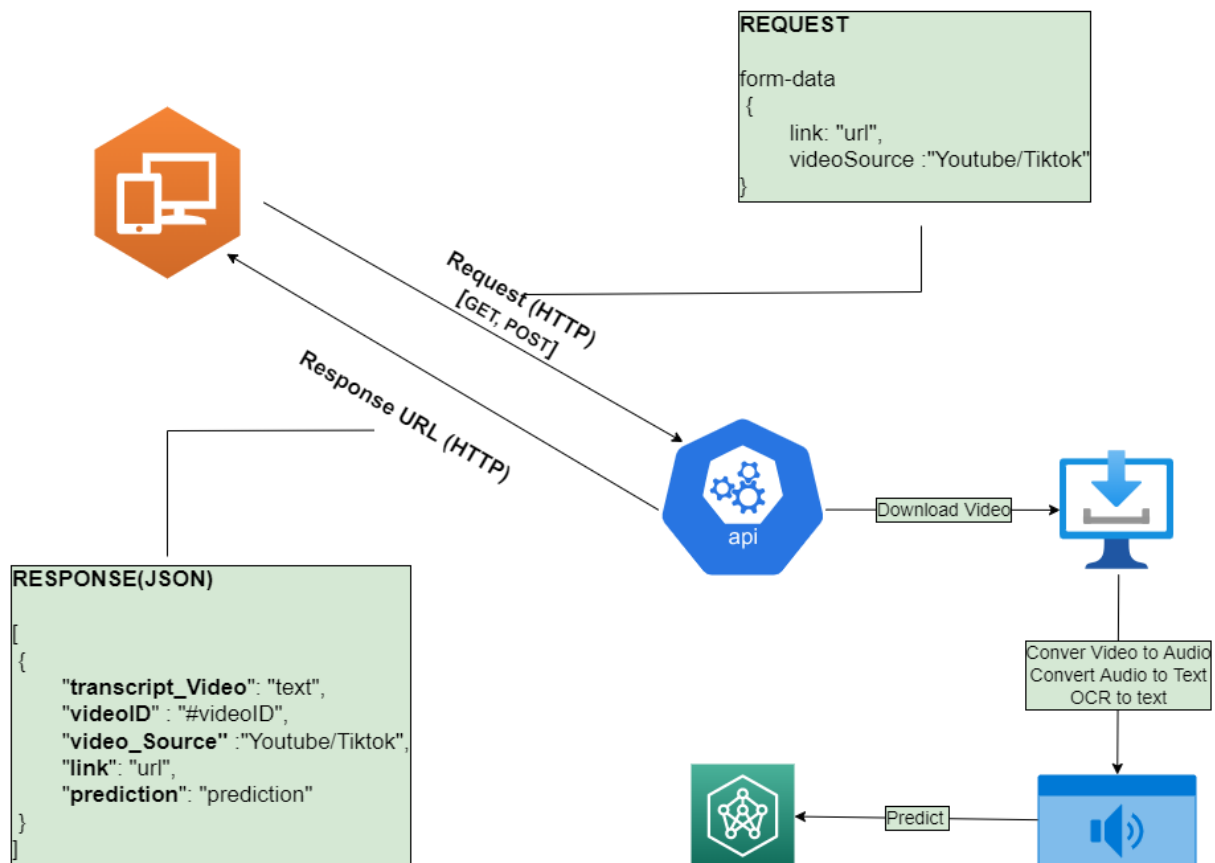 REQUEST
form-data
{
link: "url",
videoSource :"Youtube/Tiktok"
}
Request (HTTP)
[GET, POST]
Response URL (HTTP)
api
Download Video
RESPONSE(JSON)
[
{
"transcript_Video": "text",
"videoID" : "#videoID",
"video_Source" :"Youtube/Tiktok",
"link": "url",
"prediction": "prediction"
}
]
Conver Video to Audio
Convert Audio to Text
OCR to text
Predict